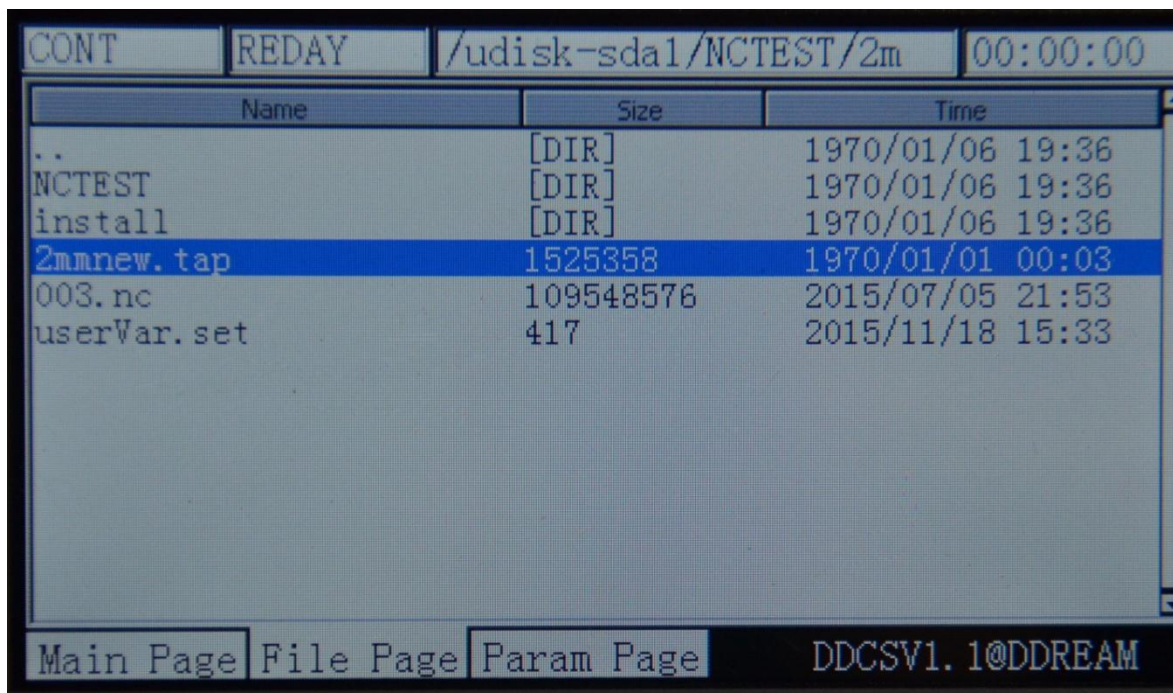 CONT REDAY /udisk-sda1/NCTEST/2m 00:00:00
Name Size Time
.. [DIR] 1970/01/06 19:36
NCTEST [DIR] 1970/01/06 19:36
install [DIR] 1970/01/06 19:36
2mmnew.tap 1525358 1970/01/01 00:03
003.nc 109548576 2015/07/05 21:53
userVar.set 417 2015/11/18 15:33
Main Page File Page Param Page DDCSV1.1@DDREAM